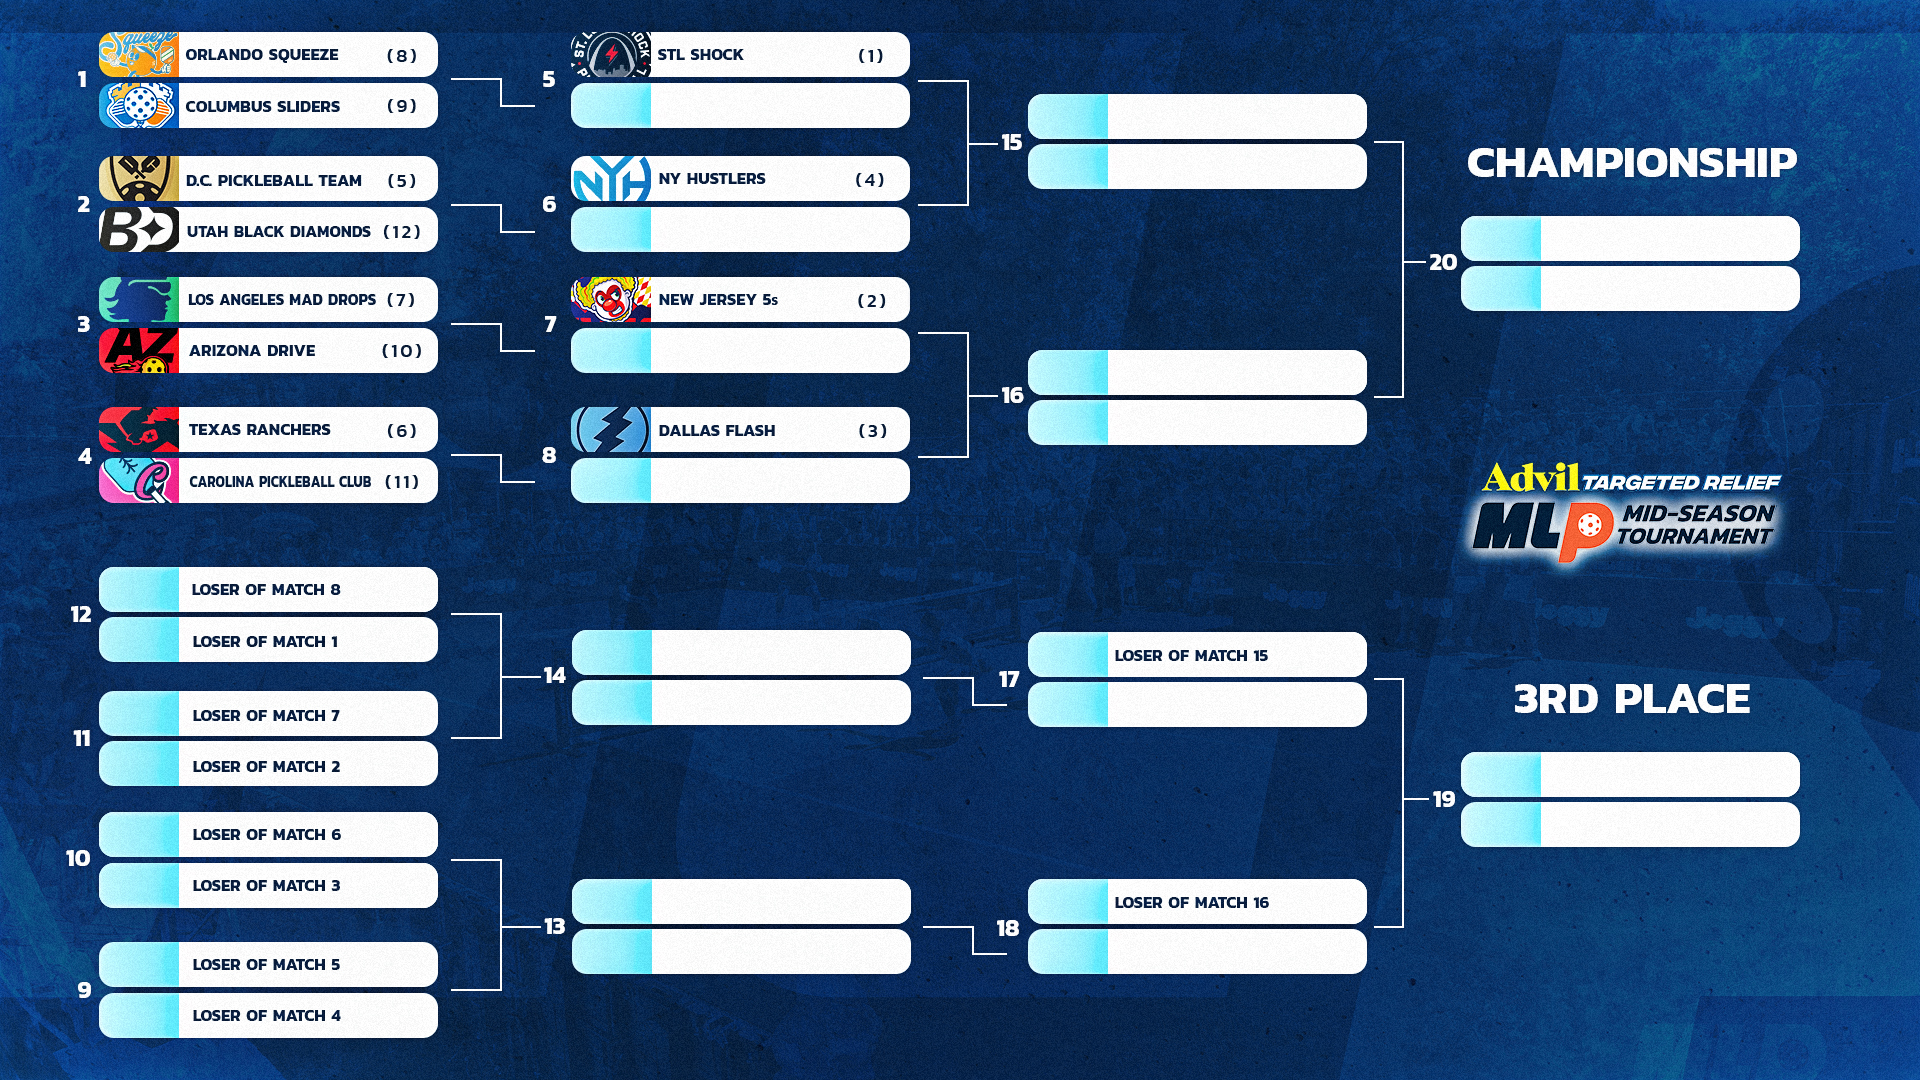 1
ORLANDO SQUEEZE (8)
COLUMBUS SLIDERS (9)
2
D.C. PICKLEBALL TEAM (5)
UTAH BLACK DIAMONDS (12)
3
LOS ANGELES MAD DROPS (7)
ARIZONA DRIVE (10)
4
TEXAS RANCHERS (6)
CAROLINA PICKLEBALL CLUB (11)
5
STL SHOCK (1)
6
NY HUSTLERS (4)
7
NEW JERSEY 5s (2)
8
DALLAS FLASH (3)
15
16
CHAMPIONSHIP
20
Advil TARGETED RELIEF
MLP MID-SEASON
TOURNAMENT
12
LOSER OF MATCH 8
LOSER OF MATCH 1
11
LOSER OF MATCH 7
LOSER OF MATCH 2
10
LOSER OF MATCH 6
LOSER OF MATCH 3
9
LOSER OF MATCH 5
LOSER OF MATCH 4
14
13
17
LOSER OF MATCH 15
18
LOSER OF MATCH 16
3RD PLACE
19
Squeeze
BD
AZ
NYH
C